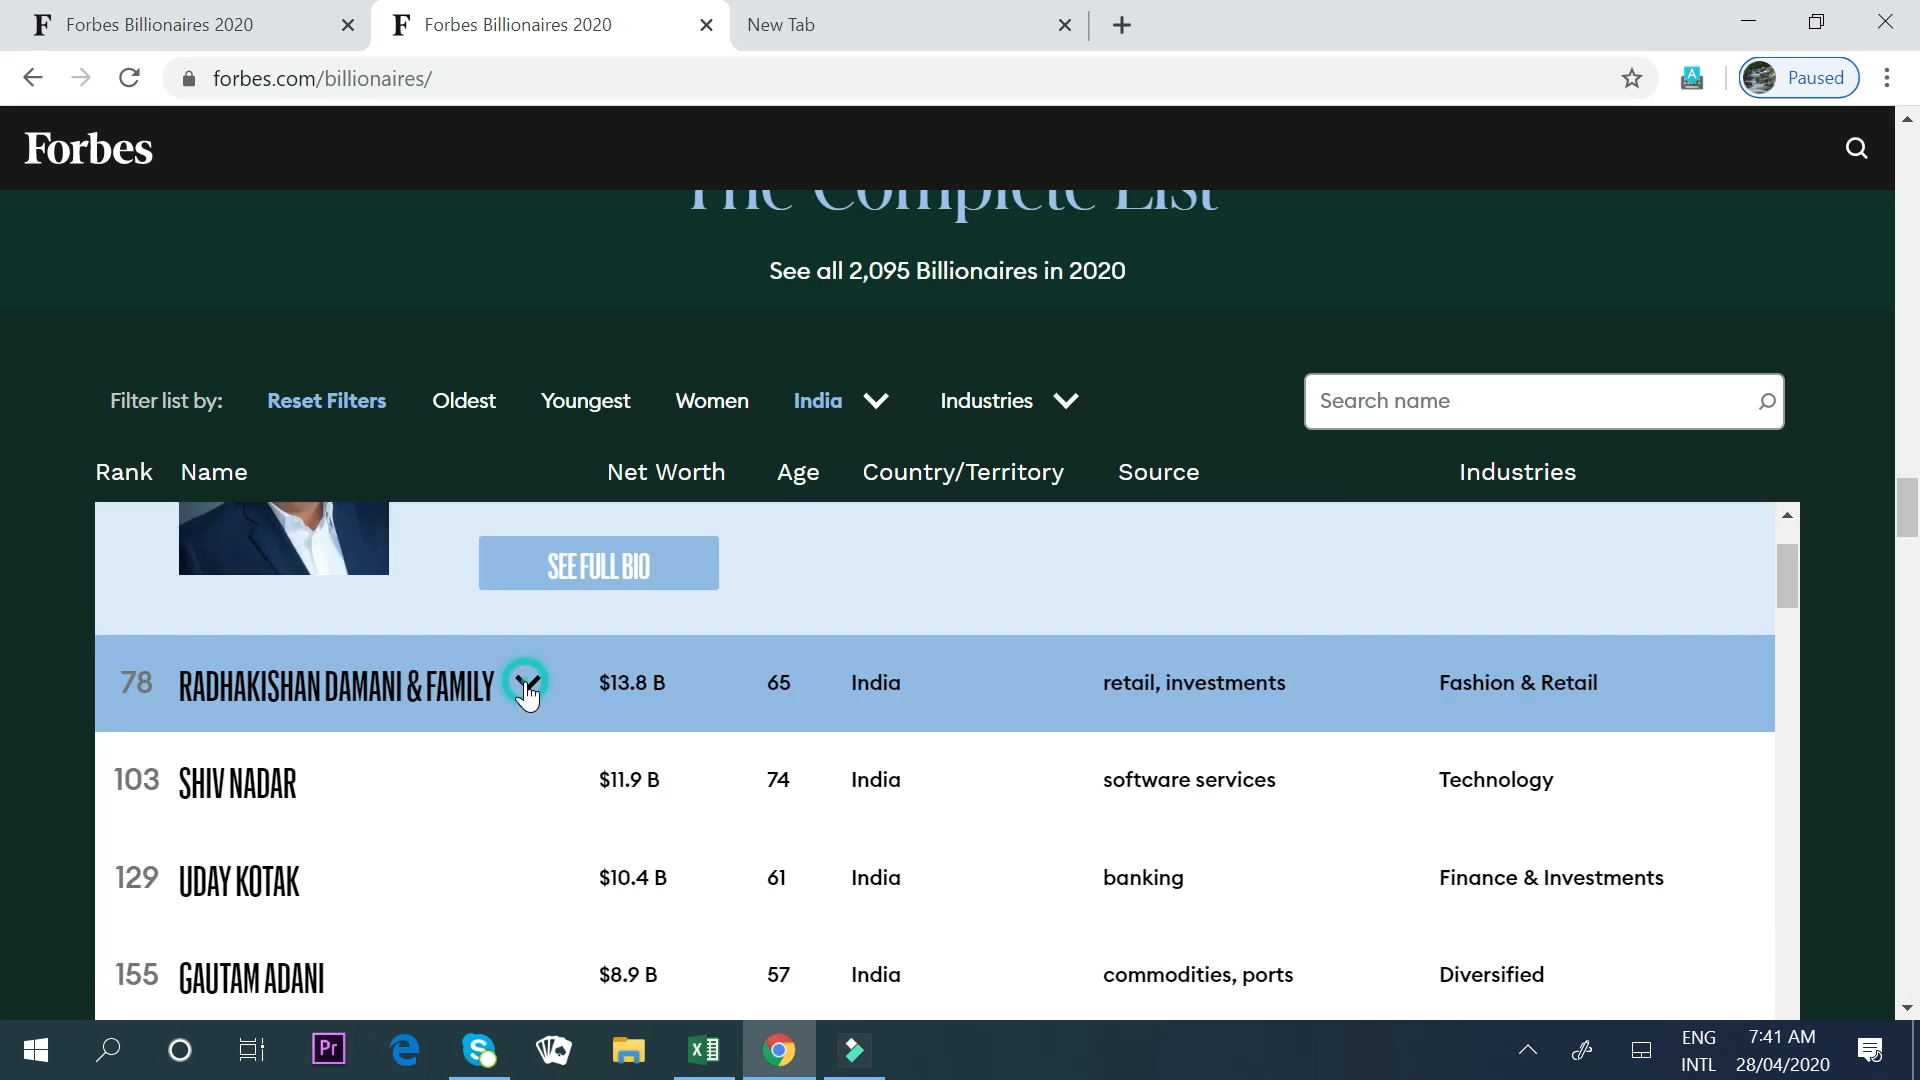 Forbes Billionaires 2020
Forbes Billionaires 2020
New Tab
forbes.com/billionaires/
Paused
Forbes
The Complete List
See all 2,095 Billionaires in 2020
Filter list by: Reset Filters Oldest Youngest Women India Industries Search name
Rank Name Net Worth Age Country/Territory Source Industries
SEE FULL BIO
78 RADHAKISHAN DAMANI & FAMILY $13.8 B 65 India retail, investments Fashion & Retail
103 SHIV NADAR $11.9 B 74 India software services Technology
129 UDAY KOTAK $10.4 B 61 India banking Finance & Investments
155 GAUTAM ADANI $8.9 B 57 India commodities, ports Diversified
Pr
ENG 7:41 AM
INTL 28/04/2020